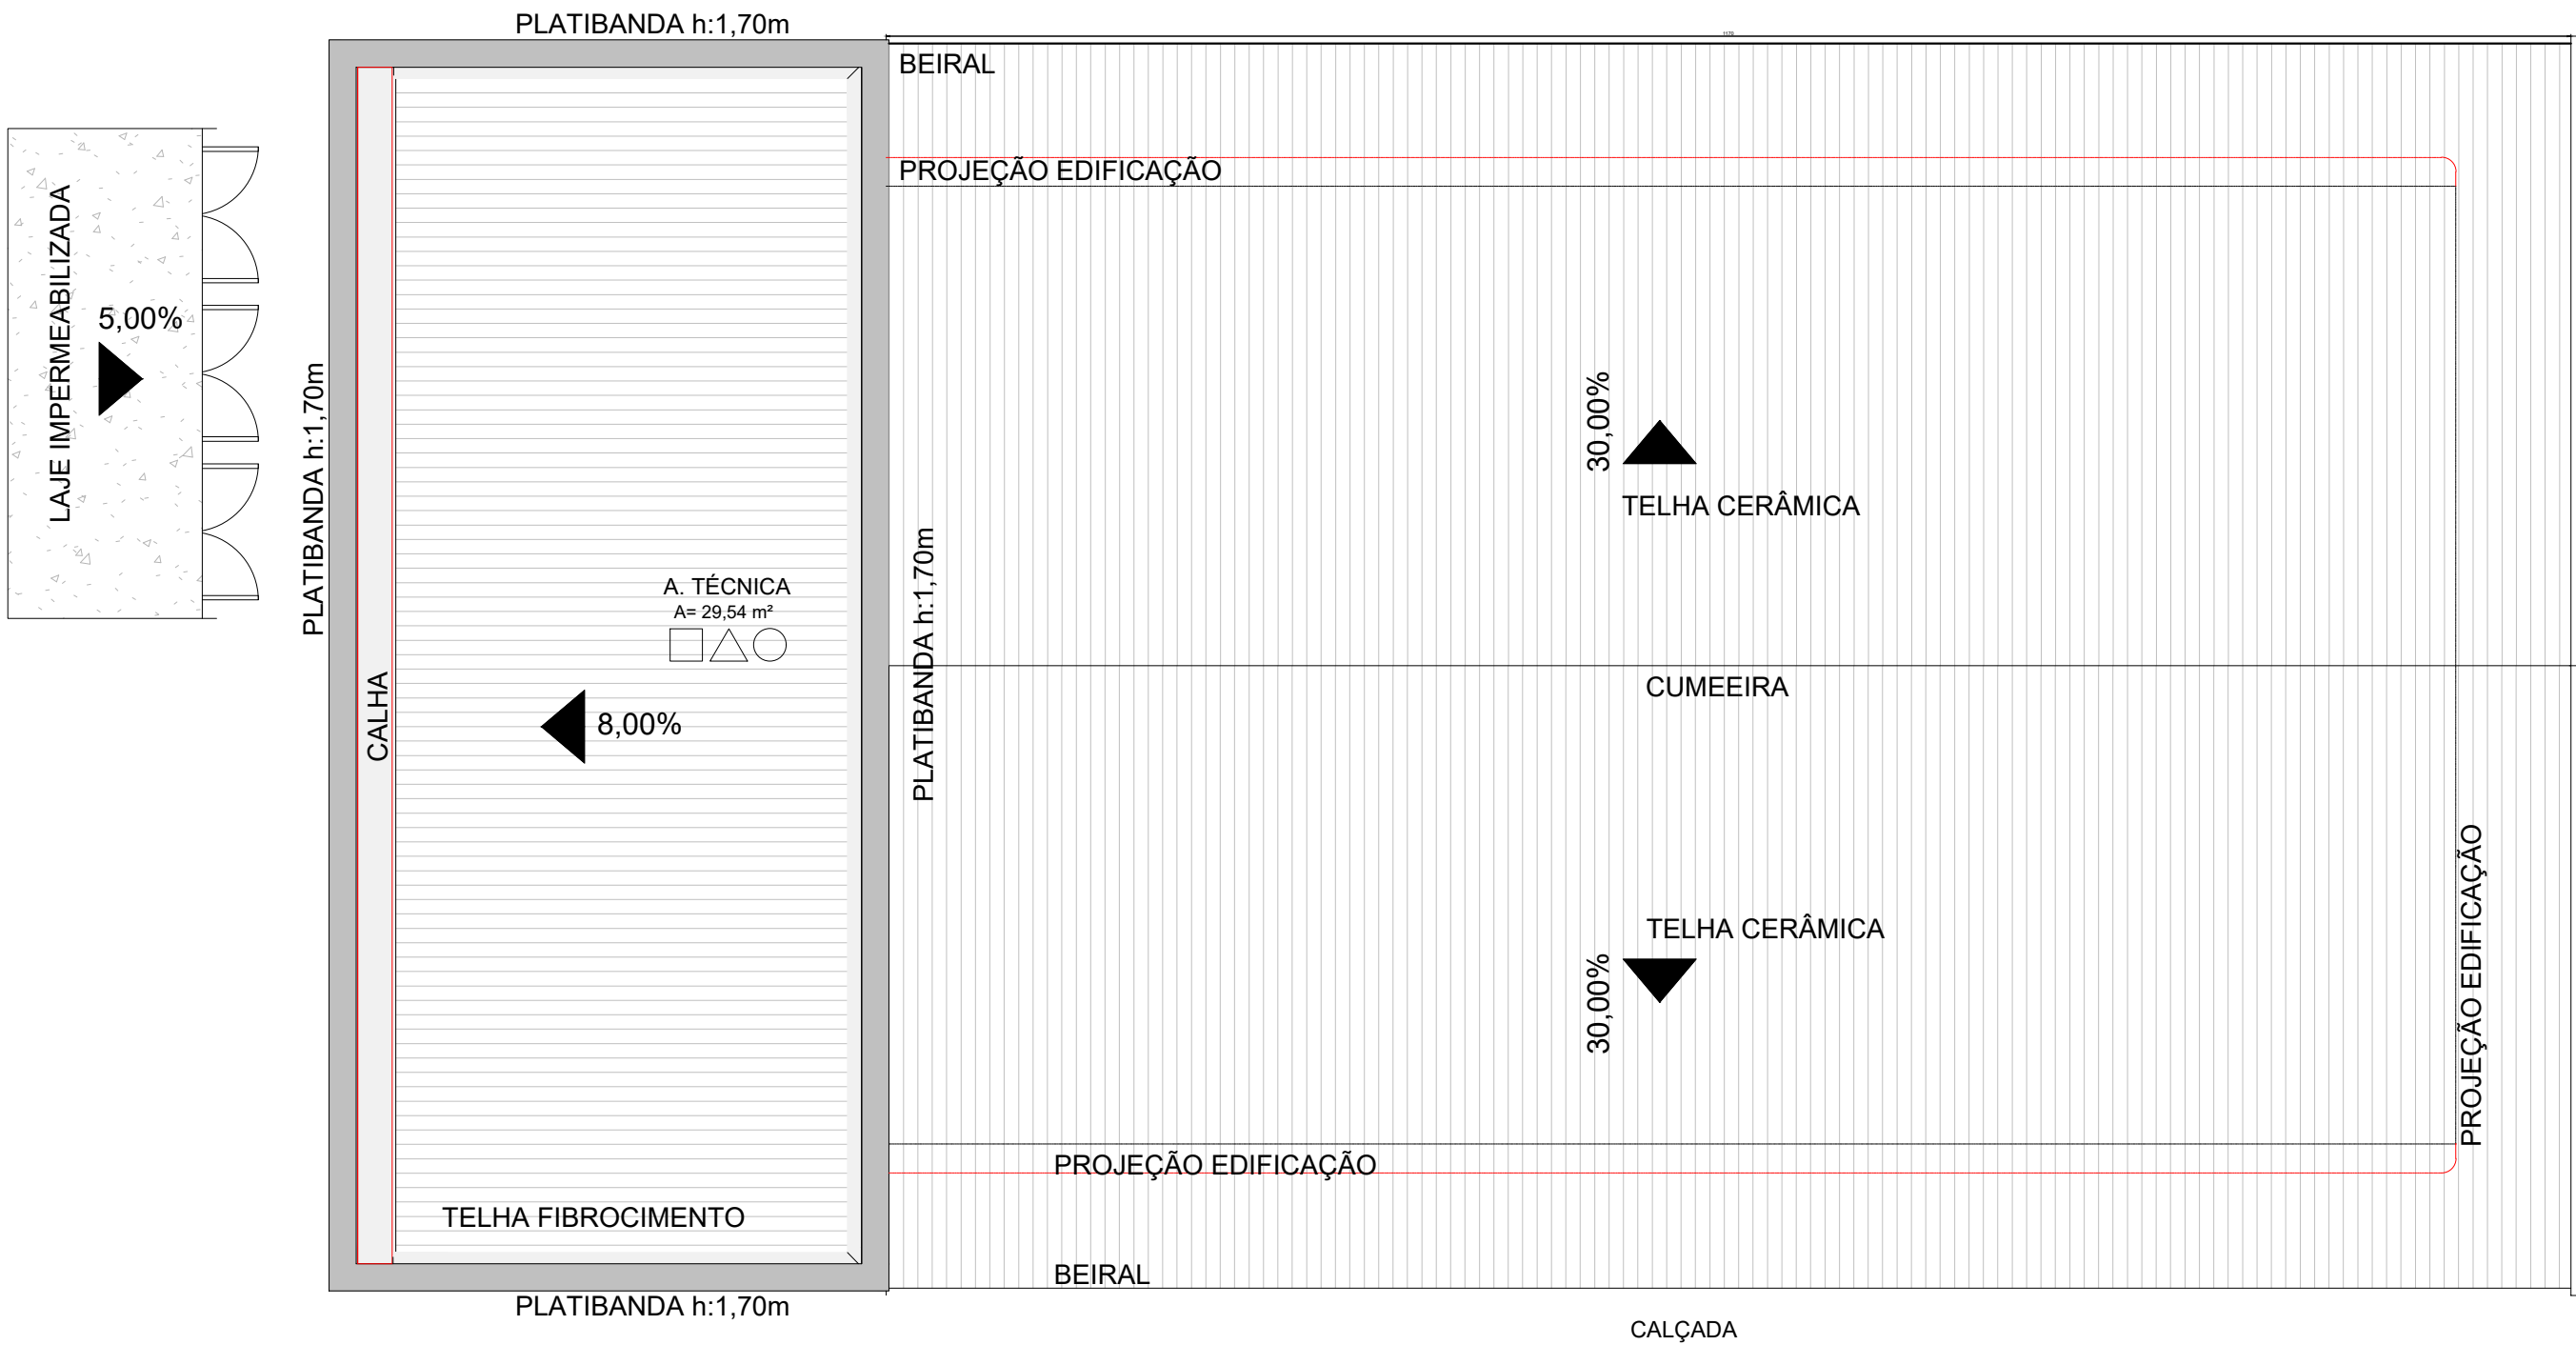 PLATIBANDA h:1,70m
1170
BEIRAL
PROJEÇÃO EDIFICAÇÃO
LAJE IMPERMEABILIZADA
5,00%
PLATIBANDA h:1,70m
30,00%
TELHA CERÂMICA
A. TÉCNICA
A= 29,54 m²
PLATIBANDA h:1,70m
CALHA
8,00%
CUMEEIRA
TELHA CERÂMICA
30,00%
PROJEÇÃO EDIFICAÇÃO
PROJEÇÃO EDIFICAÇÃO
TELHA FIBROCIMENTO
BEIRAL
PLATIBANDA h:1,70m
CALÇADA